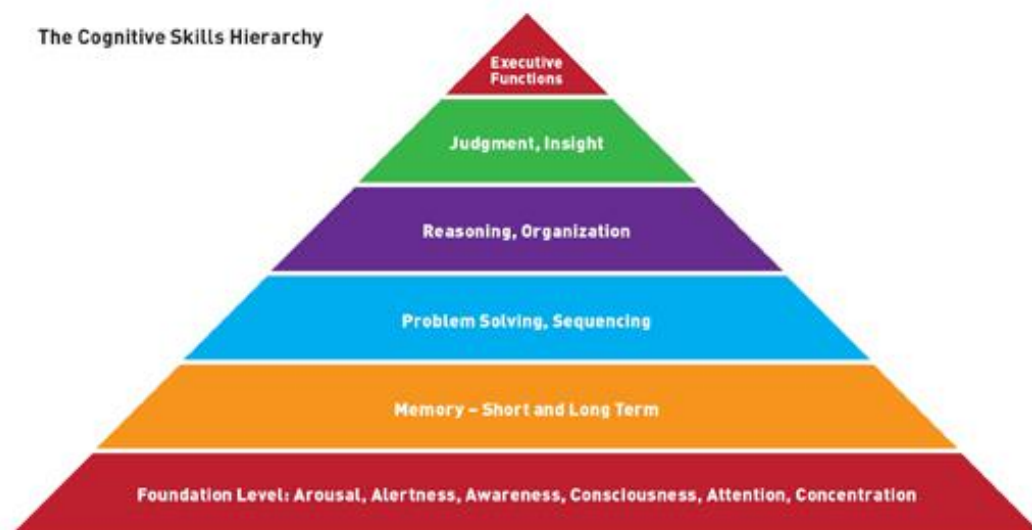 The Cognitive Skills Hierarchy
Executive
Functions
Judgment, Insight
Reasoning, Organization
Problem Solving, Sequencing
Memory – Short and Long Term
Foundation Level: Arousal, Alertness, Awareness, Consciousness, Attention, Concentration